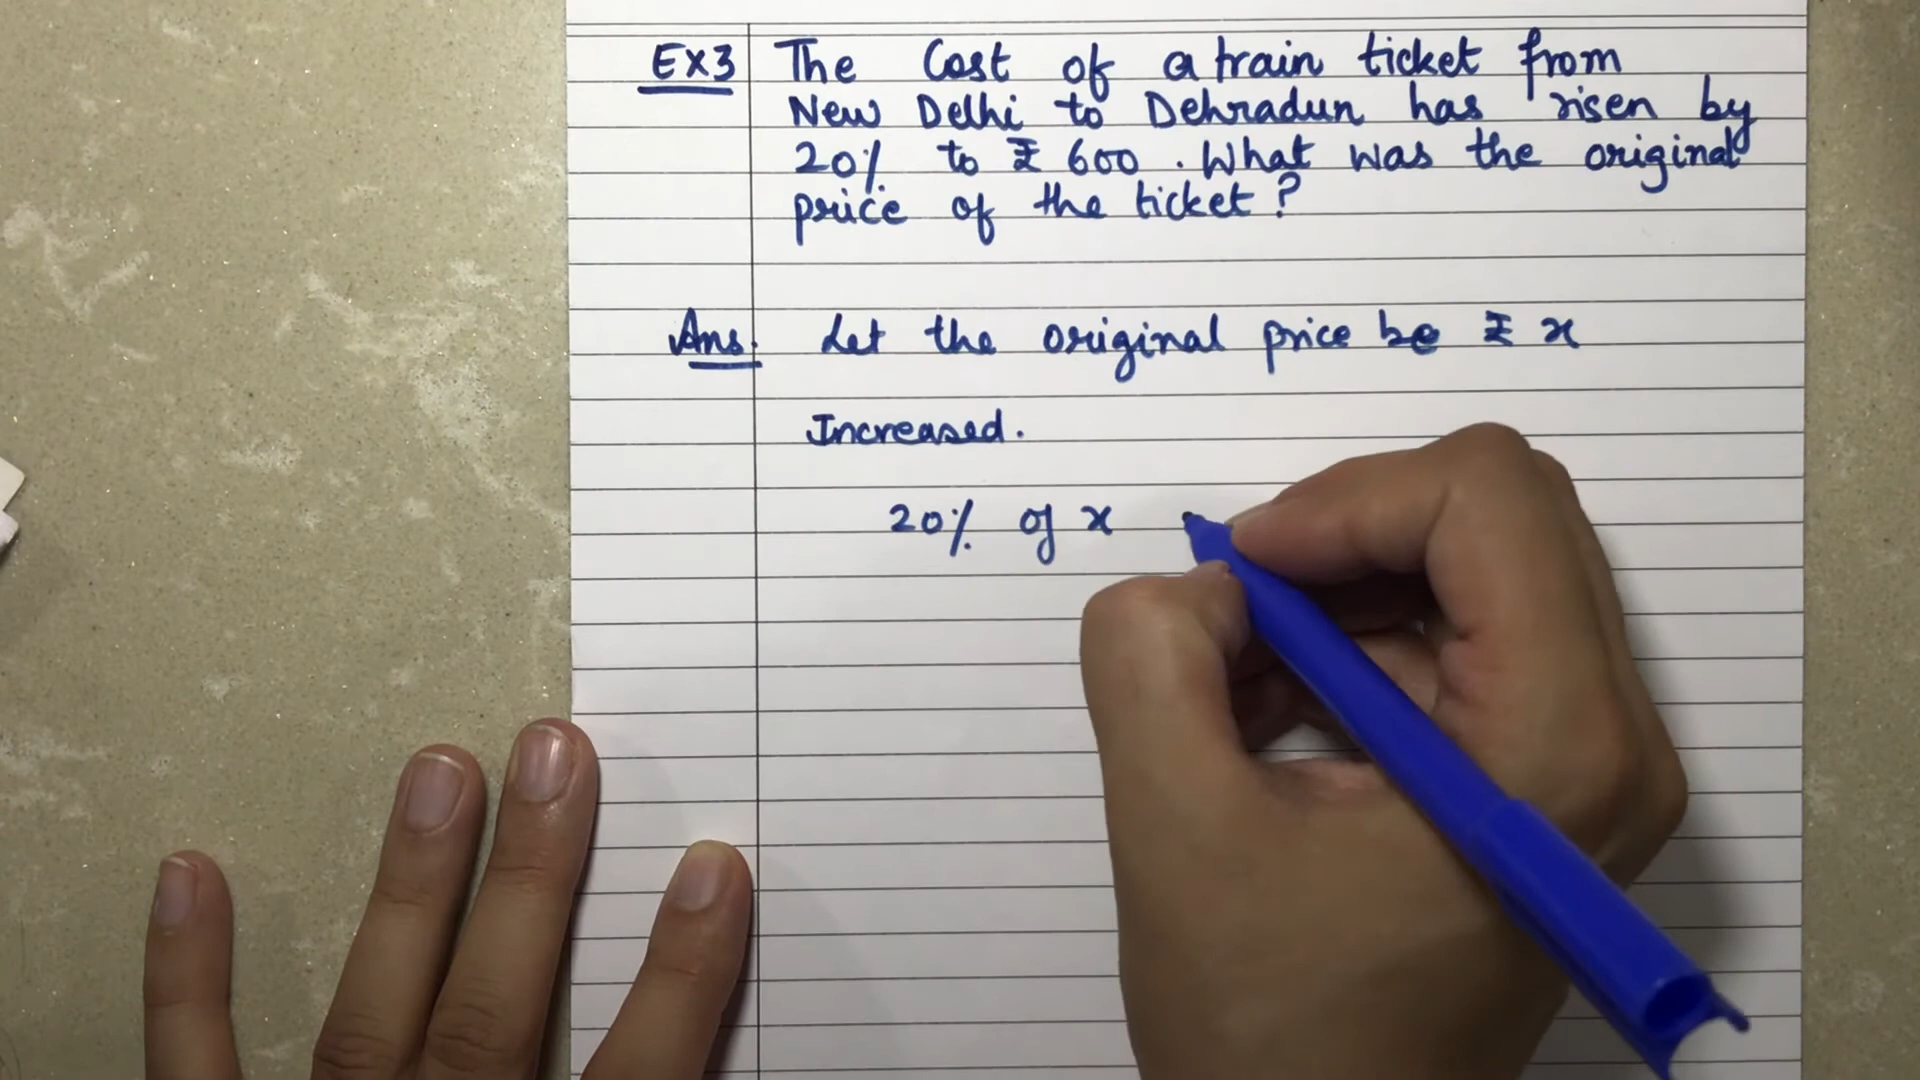 Ex3 The Cost of a train ticket from
New Delhi to Dehradun has risen by
20% to ₹ 600 . What was the original
price of the ticket?
Ans. Let the original price be ₹ x
Increased.
20% of x